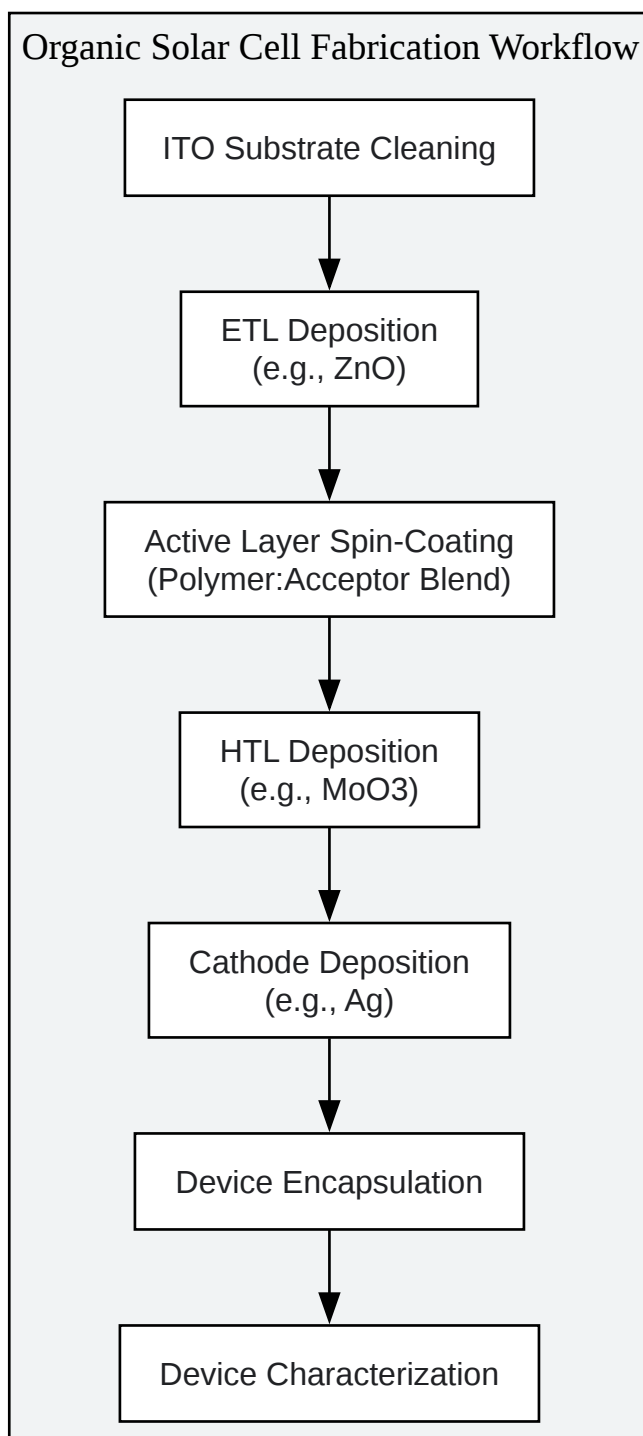 Organic Solar Cell Fabrication Workflow
ITO Substrate Cleaning
ETL Deposition
(e.g., ZnO)
Active Layer Spin-Coating
(Polymer:Acceptor Blend)
HTL Deposition
(e.g., MoO3)
Cathode Deposition
(e.g., Ag)
Device Encapsulation
Device Characterization